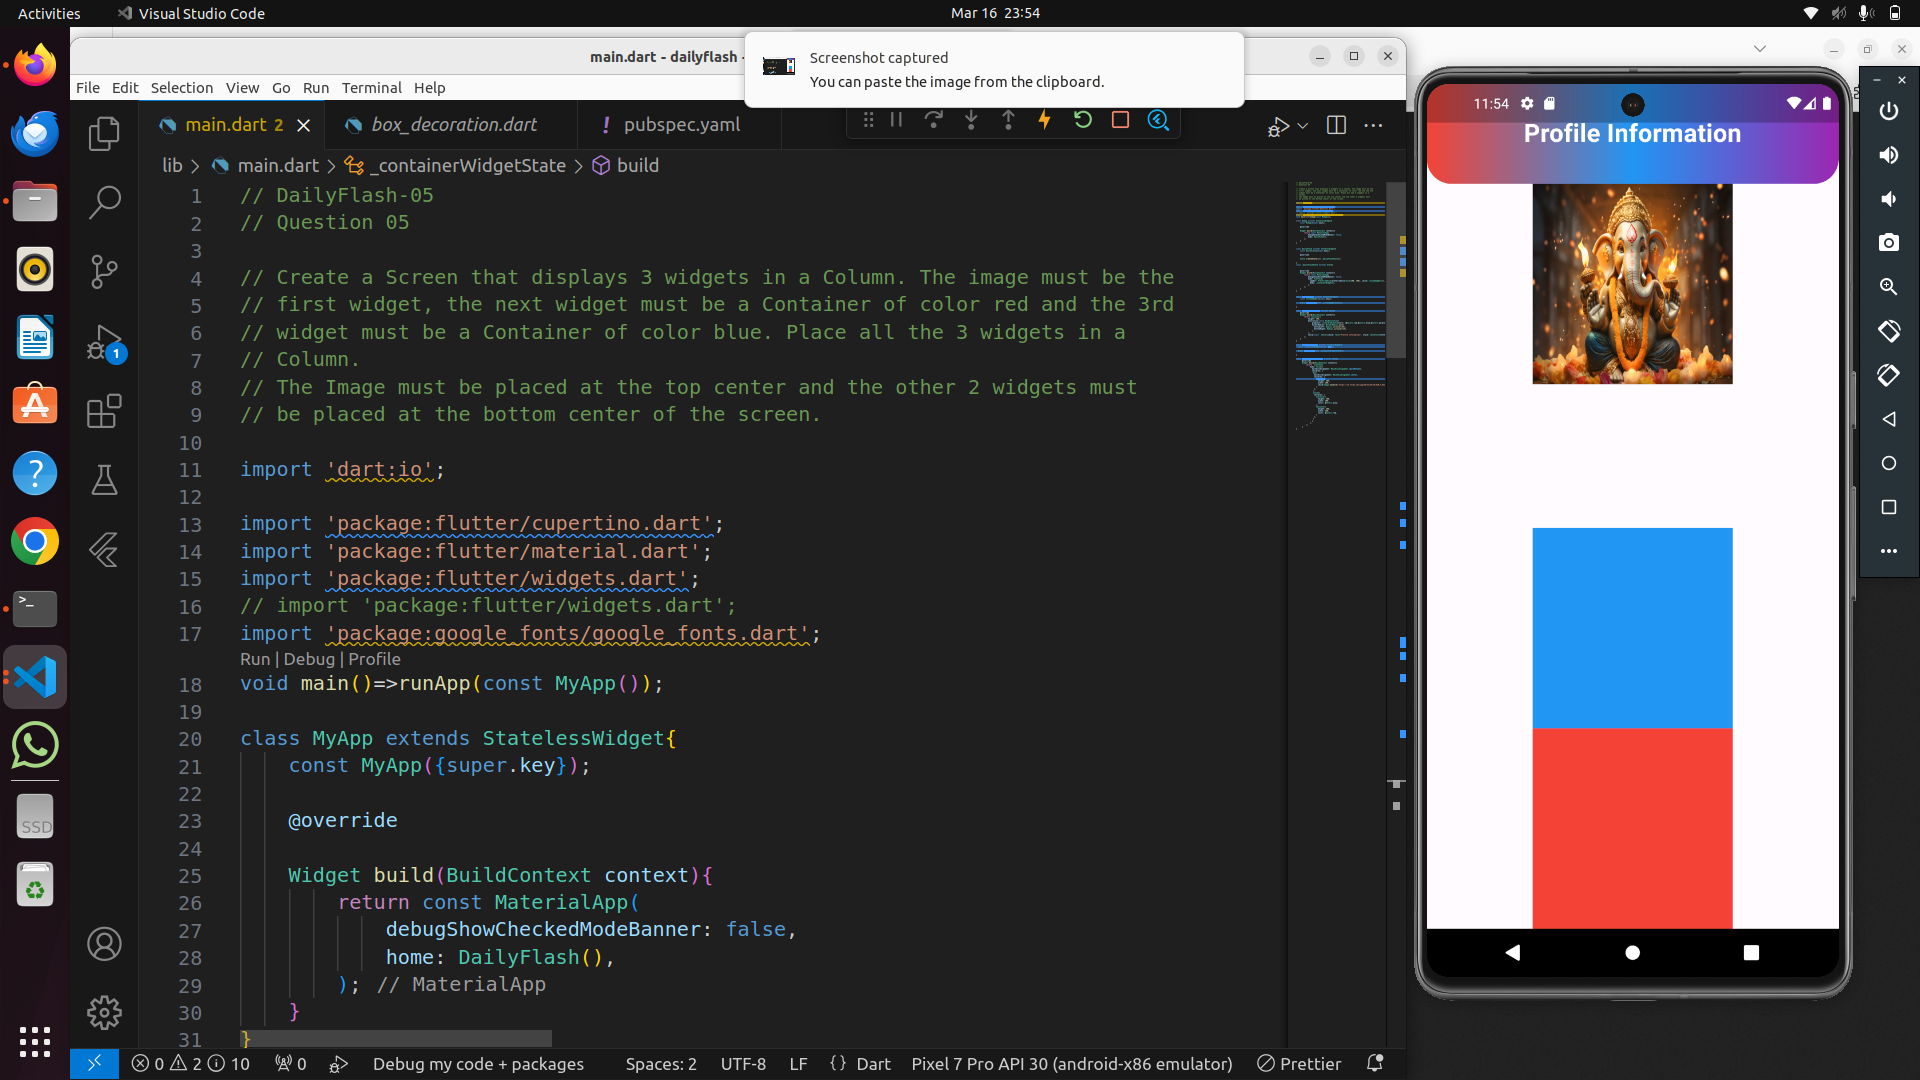 Activities
Visual Studio Code
Mar 16 23:54
main.dart - dailyflash -
Screenshot captured
You can paste the image from the clipboard.
File Edit Selection View Go Run Terminal Help
main.dart 2
box_decoration.dart
! pubspec.yaml
lib > main.dart > _containerWidgetState > build
1 // DailyFlash-05
2 // Question 05
3
4 // Create a Screen that displays 3 widgets in a Column. The image must be the
5 // first widget, the next widget must be a Container of color red and the 3rd
6 // widget must be a Container of color blue. Place all the 3 widgets in a
7 // Column.
8 // The Image must be placed at the top center and the other 2 widgets must
9 // be placed at the bottom center of the screen.
10
11 import 'dart:io';
12
13 import 'package:flutter/cupertino.dart';
14 import 'package:flutter/material.dart';
15 import 'package:flutter/widgets.dart';
16 // import 'package:flutter/widgets.dart';
17 import 'package:google_fonts/google_fonts.dart';
Run | Debug | Profile
18 void main()=>runApp(const MyApp());
19
20 class MyApp extends StatelessWidget{
21 const MyApp({super.key});
22
23 @override
24
25 Widget build(BuildContext context){
26 return const MaterialApp(
27 debugShowCheckedModeBanner: false,
28 home: DailyFlash(),
29 ); // MaterialApp
30 }
31 }
1
SSD
0 2 10 0 Debug my code + packages Spaces: 2 UTF-8 LF {} Dart Pixel 7 Pro API 30 (android-x86 emulator) Prettier
11:54
Profile Information